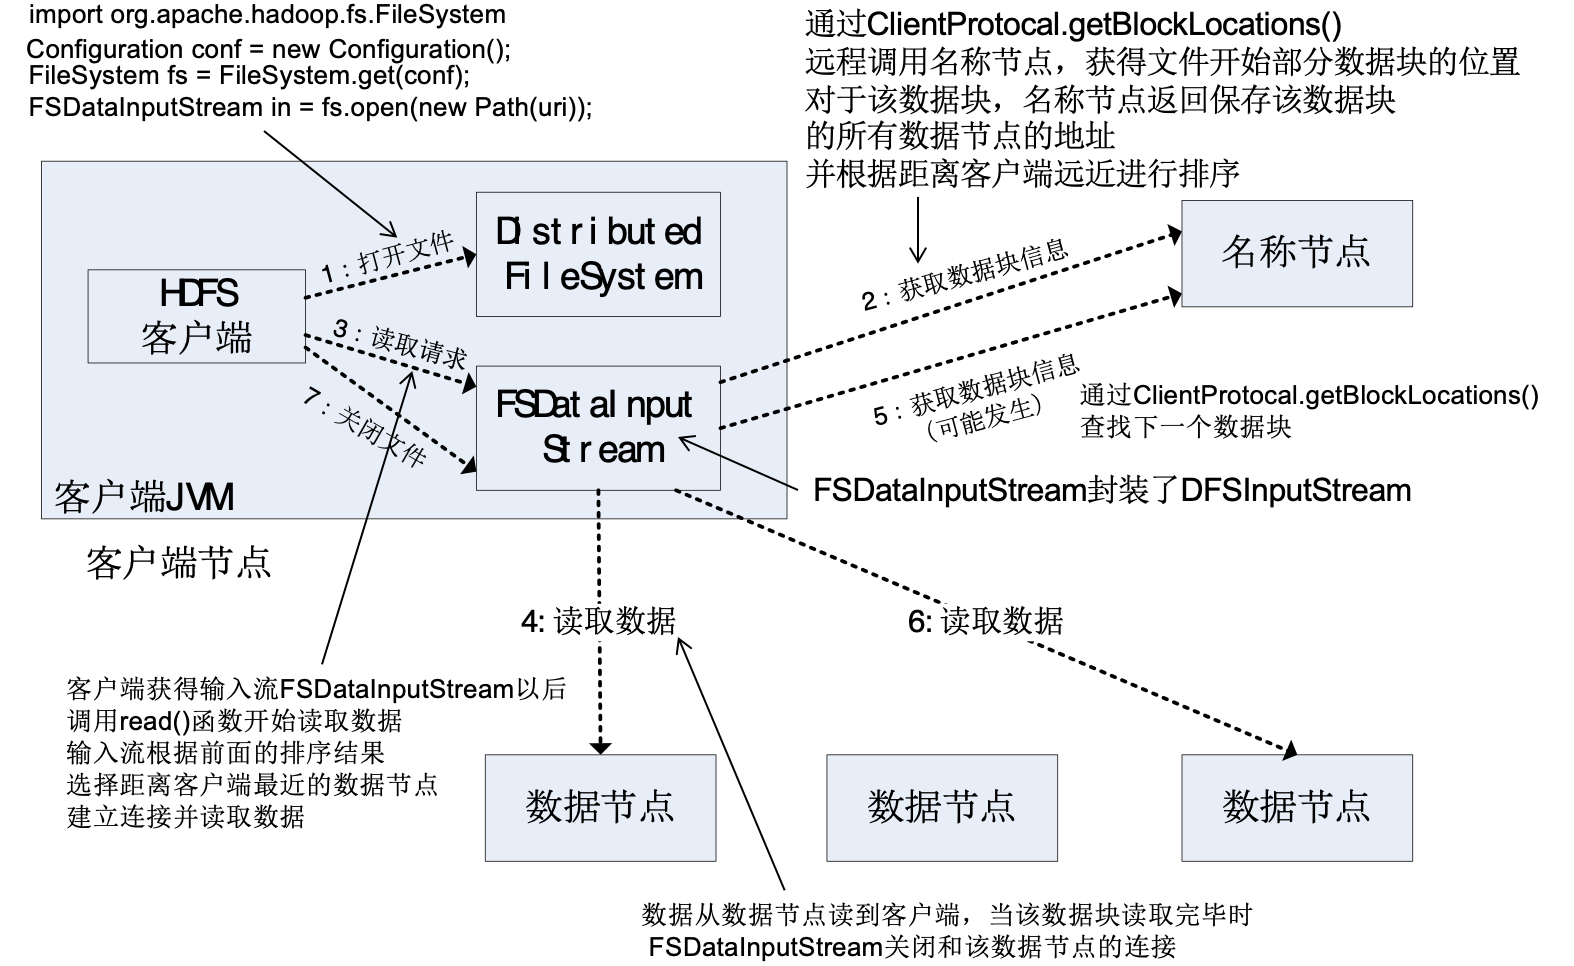 import org.apache.hadoop.fs.FileSystem
Configuration conf = new Configuration();
FileSystem fs = FileSystem.get(conf);
FSDataInputStream in = fs.open(new Path(uri));
通过ClientProtocal.getBlockLocations()
远程调用名称节点，获得文件开始部分数据块的位置
对于该数据块，名称节点返回保存该数据块
的所有数据节点的地址
并根据距离客户端远近进行排序
HDFS
客户端
1：打开文件
Distributed
FileSystem
2：获取数据块信息
名称节点
3：读取请求
7：关闭文件
FSDataInput
Stream
5：获取数据块信息
（可能发生）
通过ClientProtocal.getBlockLocations()
查找下一个数据块
客户端JVM
FSDataInputStream封装了DFSInputStream
客户端节点
4: 读取数据
6: 读取数据
客户端获得输入流FSDataInputStream以后
调用read()函数开始读取数据
输入流根据前面的排序结果
选择距离客户端最近的数据节点
建立连接并读取数据
数据节点
数据节点
数据节点
数据从数据节点读到客户端，当该数据块读取完毕时
FSDataInputStream关闭和该数据节点的连接